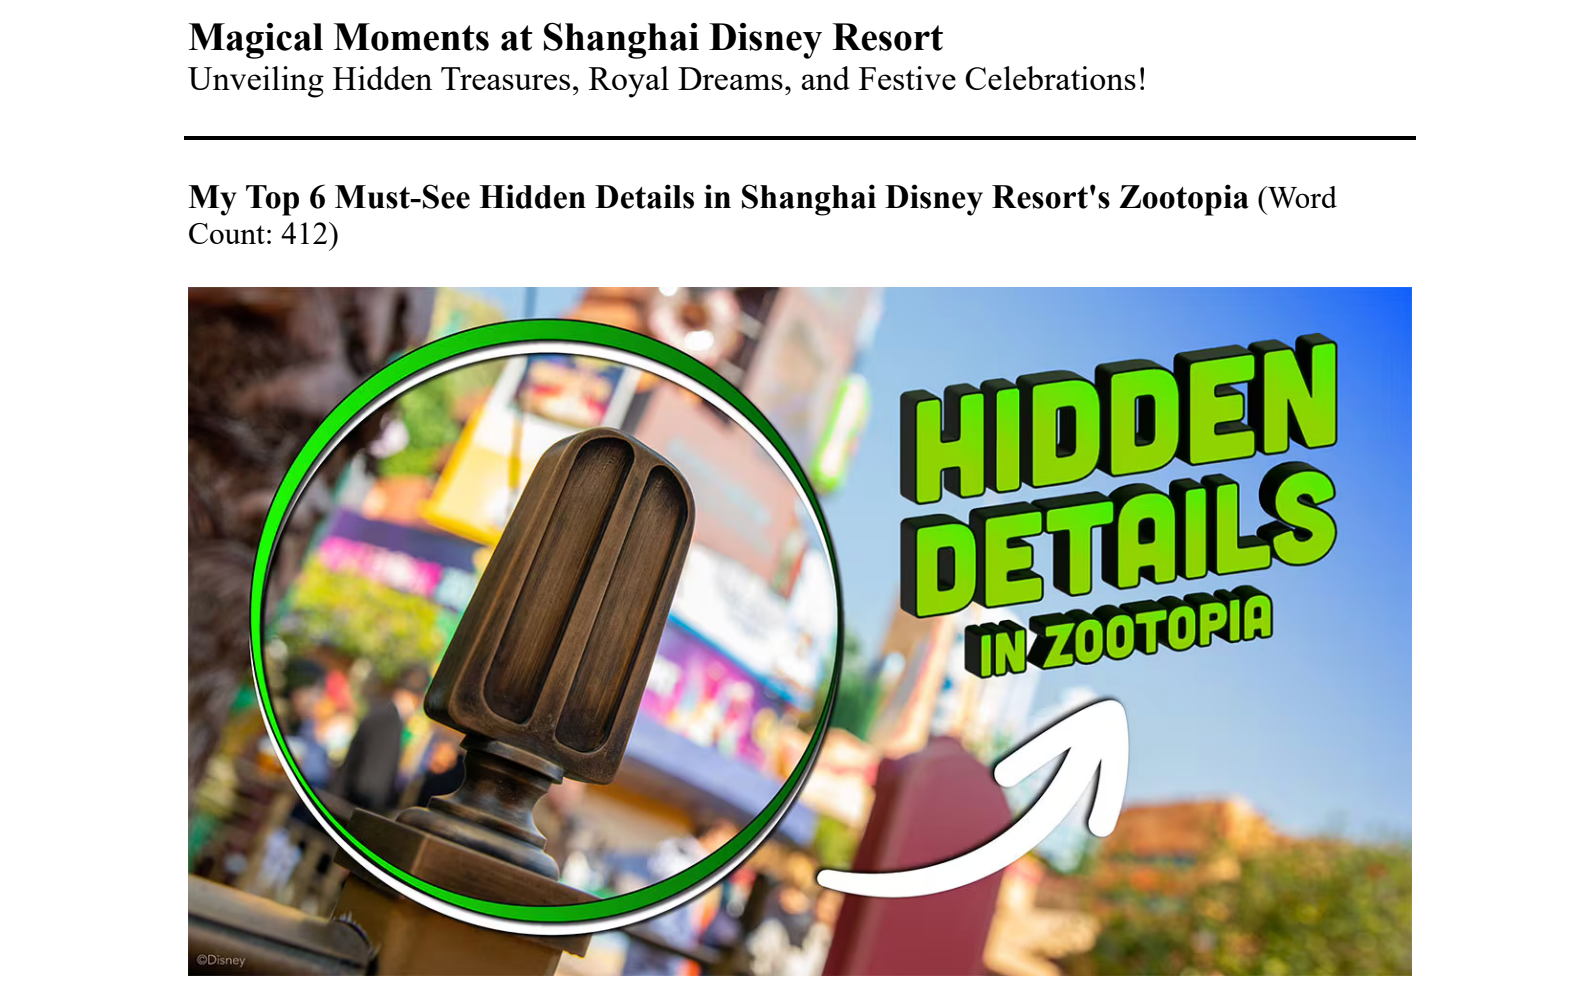 Magical Moments at Shanghai Disney Resort
Unveiling Hidden Treasures, Royal Dreams, and Festive Celebrations!
My Top 6 Must-See Hidden Details in Shanghai Disney Resort's Zootopia (Word
Count: 412)
HIDDEN
DETAILS
IN ZOOTOPIA
©Disney